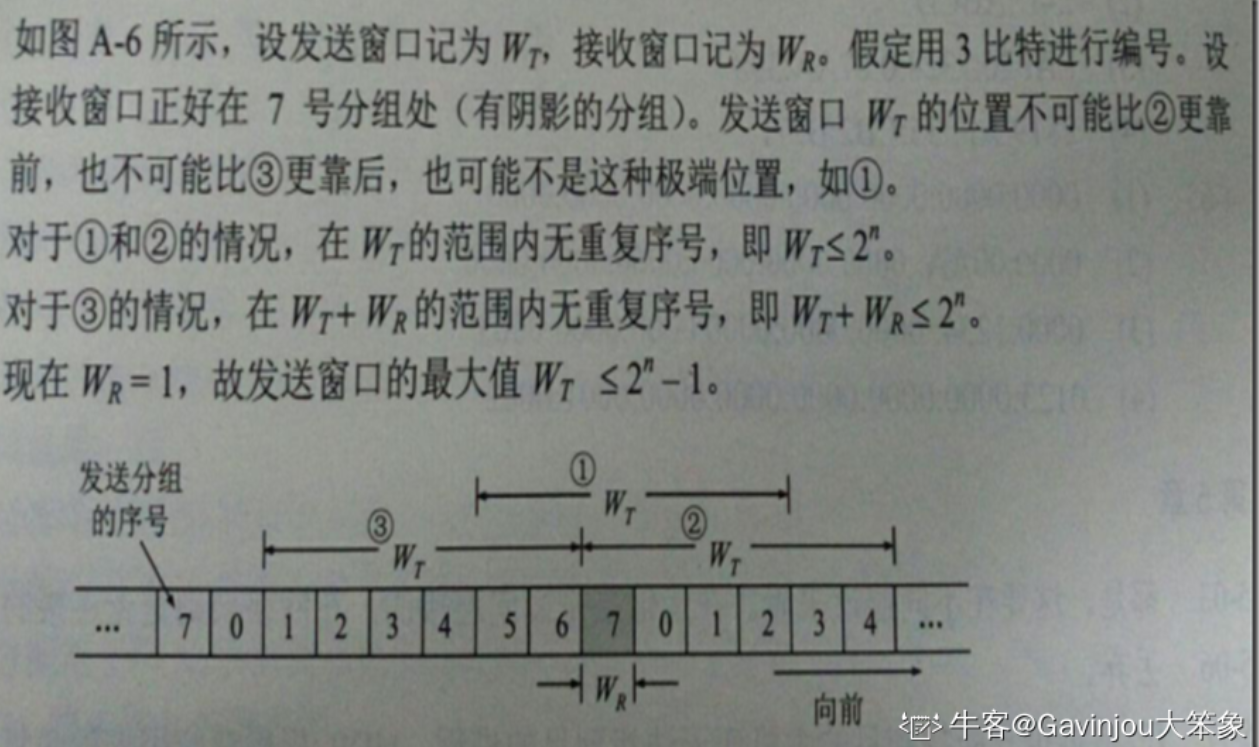 如图 A-6 所示，设发送窗口记为 W_T，接收窗口记为 W_R。假定用 3 比特进行编号。设
接收窗口正好在 7 号分组处（有阴影的分组）。发送窗口 W_T 的位置不可能比②更靠
前，也不可能比③更靠后，也可能不是这种极端位置，如①。
对于①和②的情况，在 W_T的范围内无重复序号，即 W_T≤2^n。
对于③的情况，在 W_T+ W_R的范围内无重复序号，即 W_T+ W_R≤2^n。
现在 W_R = 1，故发送窗口的最大值 W_T ≤2^n－1。
发送分组
的序号
①
W_T
③
W_T
②
W_T
… 7 0 1 2 3 4 5 6 7 0 1 2 3 4 …
W_R
向前
牛客@Gavinjou大笨象